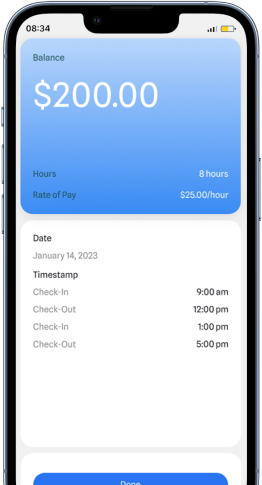 08:34
Balance
$200.00
Hours 8 hours
Rate of Pay $25.00/hour
Date
January 14, 2023
Timestamp
Check-In 9:00 am
Check-Out 12:00 pm
Check-In 1:00 pm
Check-Out 5:00 pm
Done